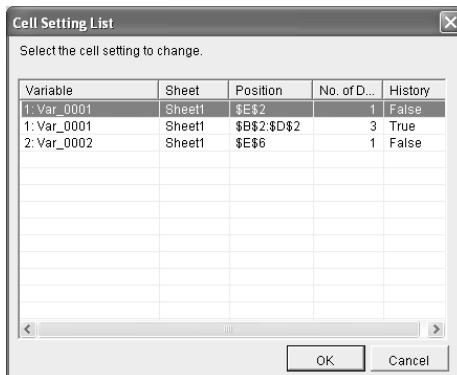 Cell Setting List
Select the cell setting to change.
Variable Sheet Position No. of D... History
1: Var_0001 Sheet1 $E$2 1 False
1: Var_0001 Sheet1 $B$2:$D$2 3 True
2: Var_0002 Sheet1 $E$6 1 False
OK Cancel